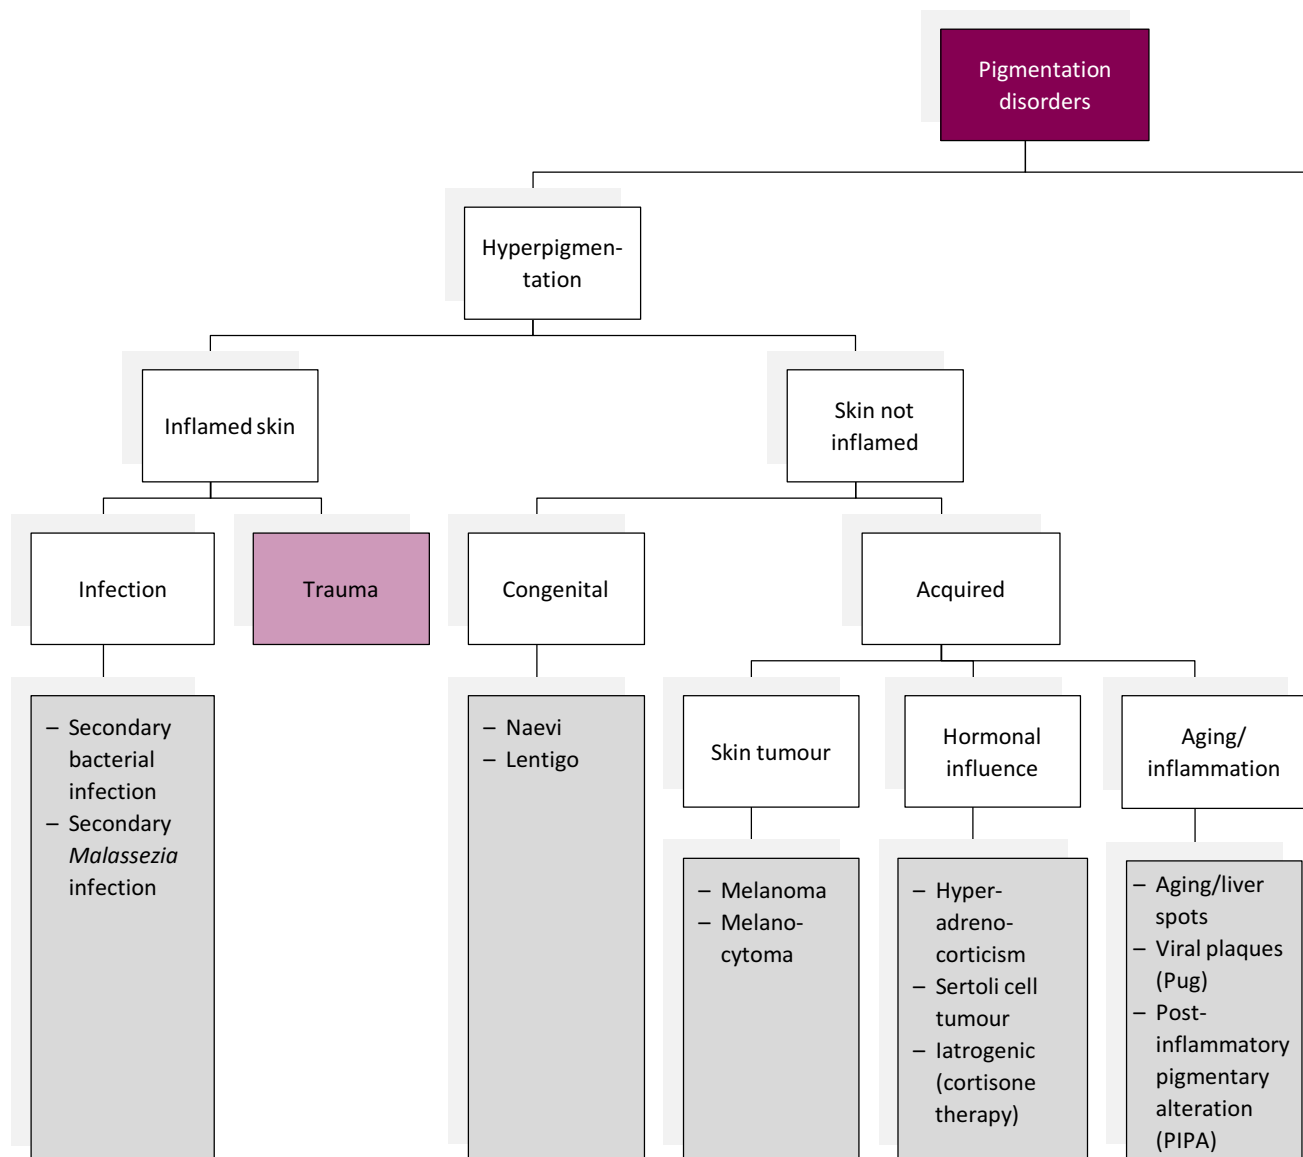 Pigmentation
disorders
Hyperpigmen-
tation
Inflamed skin
Skin not
inflamed
Infection
Trauma
Congenital
Acquired
– Secondary
bacterial
infection
– Secondary
Malassezia
infection
– Naevi
– Lentigo
Skin tumour
Hormonal
influence
Aging/
inflammation
– Melanoma
– Melano-
cytoma
– Hyper-
adreno-
corticism
– Sertoli cell
tumour
– Iatrogenic
(cortisone
therapy)
– Aging/liver
spots
– Viral plaques
(Pug)
– Post-
inflammatory
pigmentary
alteration
(PIPA)